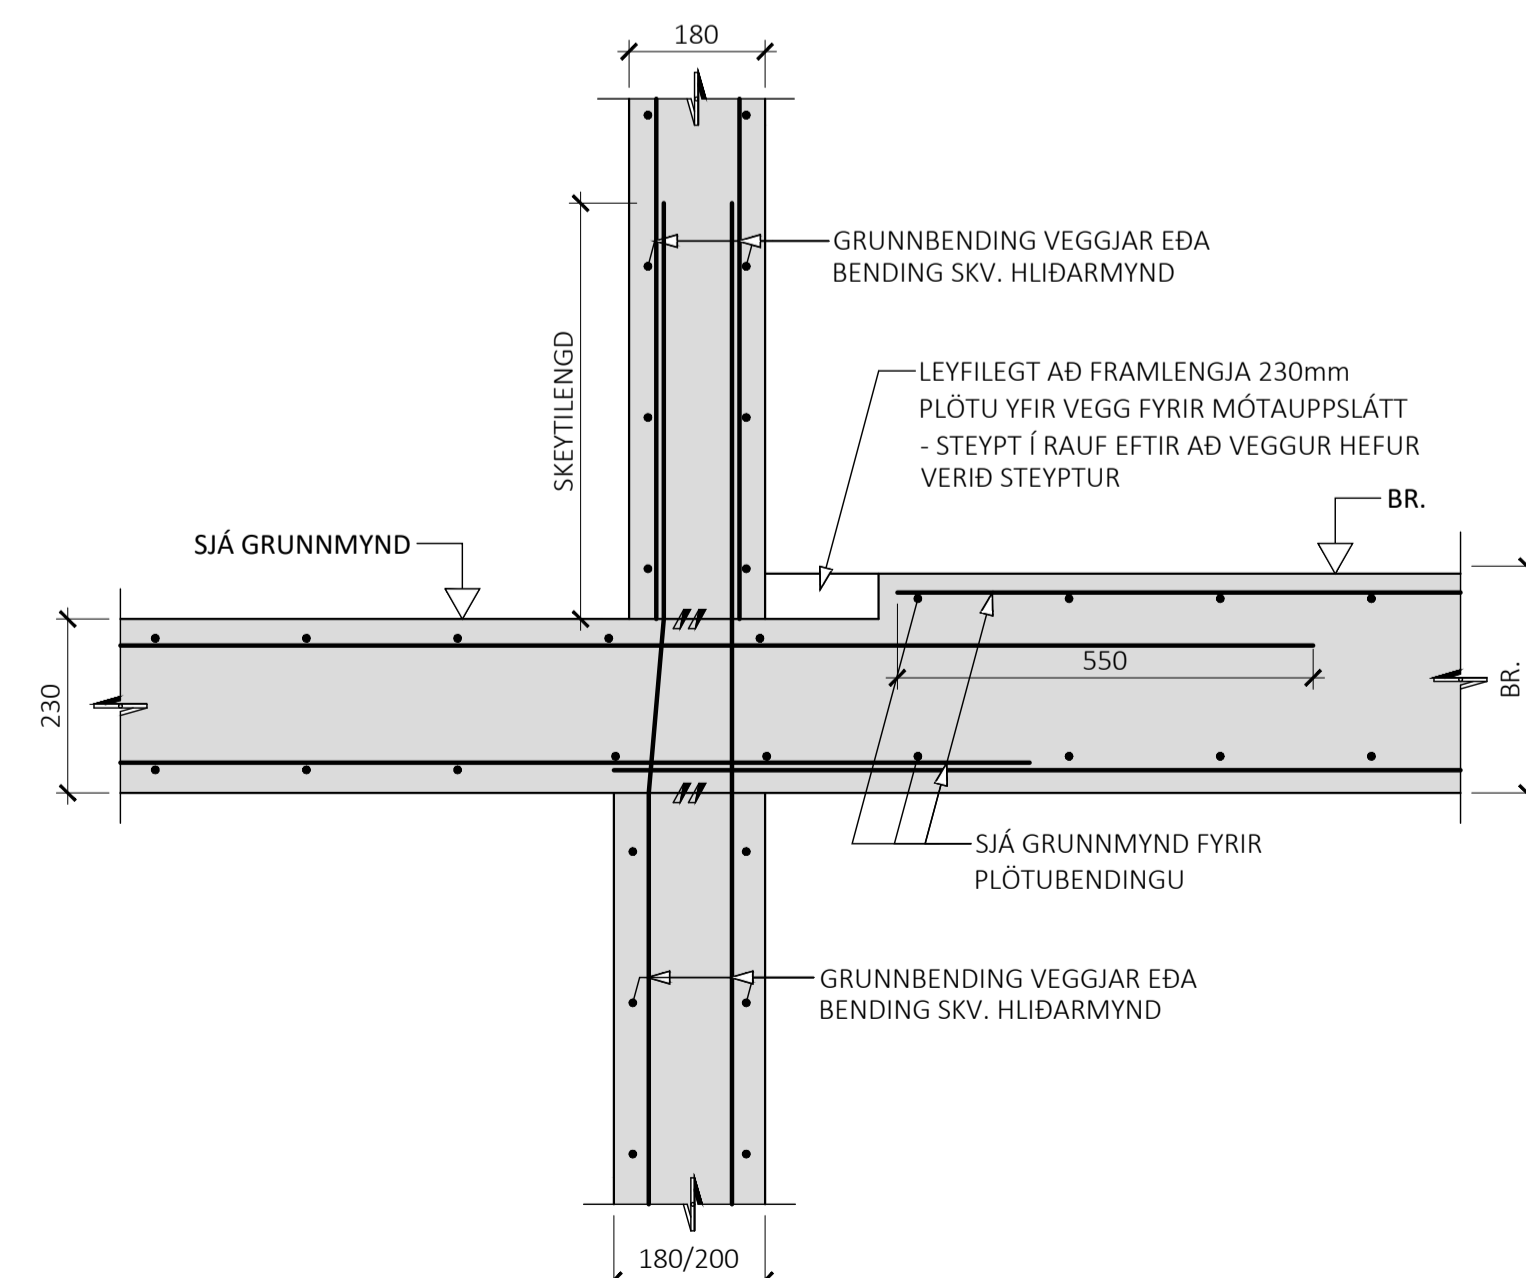 180
GRUNNBENDING VEGGJAR EÐA
BENDING SKV. HLIÐARMYND
SKEYTILENGD
LEYFILEGT AÐ FRAMLENGJA 230mm
PLÖTU YFIR VEGG FYRIR MÓTAUPPSLÁTT
- STEYPT Í RAUF EFTIR AÐ VEGGUR HEFUR
VERIÐ STEYPTUR
BR.
SJÁ GRUNNMYND
550
230
BR.
SJÁ GRUNNMYND FYRIR
PLÖTUBENDINGU
GRUNNBENDING VEGGJAR EÐA
BENDING SKV. HLIÐARMYND
180/200